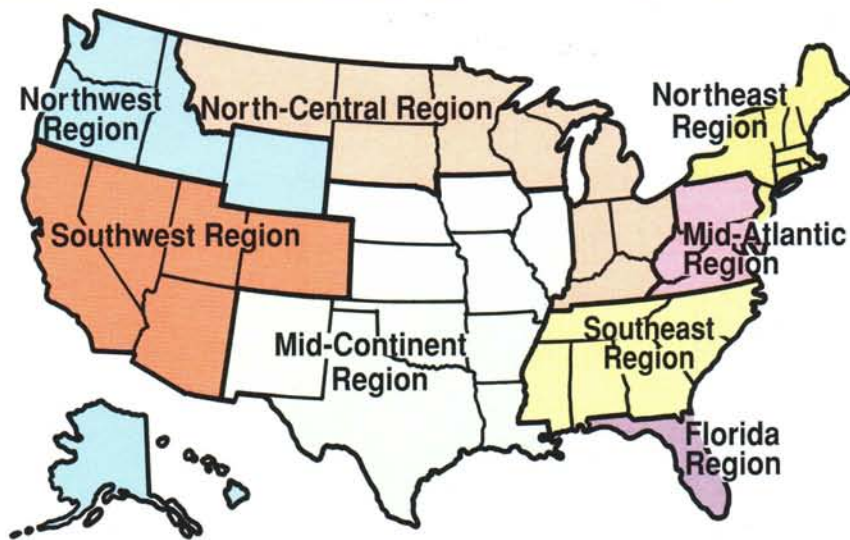 Northwest
Region
North-Central Region
Northeast
Region
Southwest Region
Mid-Atlantic
Region
Mid-Continent
Region
Southeast
Region
Florida
Region